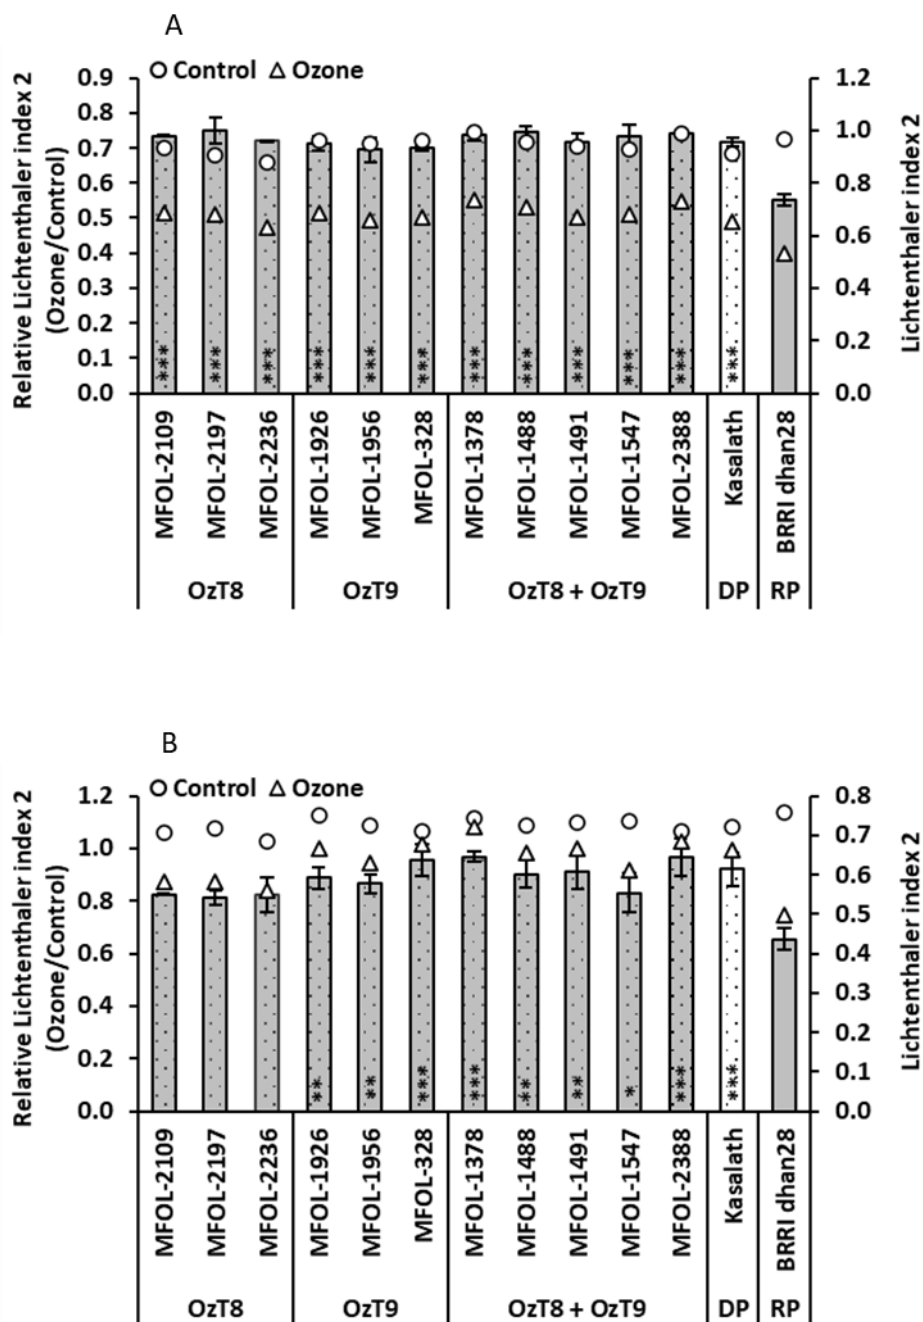 A
○ Control △ Ozone
Relative Lichtenthaler index 2
(Ozone/Control)
0.9
0.8
0.7
0.6
0.5
0.4
0.3
0.2
0.1
0.0
1.2
1.0
0.8
0.6
0.4
0.2
0.0
Lichtenthaler index 2
*** *** *** *** *** *** *** *** *** *** *** ***
MFOL-2109 MFOL-2197 MFOL-2236 MFOL-1926 MFOL-1956 MFOL-328 MFOL-1378 MFOL-1488 MFOL-1491 MFOL-1547 MFOL-2388 Kasalath BRRI dhan28
OzT8 OzT9 OzT8 + OzT9 DP RP
B
○ Control △ Ozone
Relative Lichtenthaler index 2
(Ozone/Control)
1.2
1.0
0.8
0.6
0.4
0.2
0.0
0.8
0.7
0.6
0.5
0.4
0.3
0.2
0.1
0.0
Lichtenthaler index 2
** ** *** *** ** ** * *** ***
MFOL-2109 MFOL-2197 MFOL-2236 MFOL-1926 MFOL-1956 MFOL-328 MFOL-1378 MFOL-1488 MFOL-1491 MFOL-1547 MFOL-2388 Kasalath BRRI dhan28
OzT8 OzT9 OzT8 + OzT9 DP RP